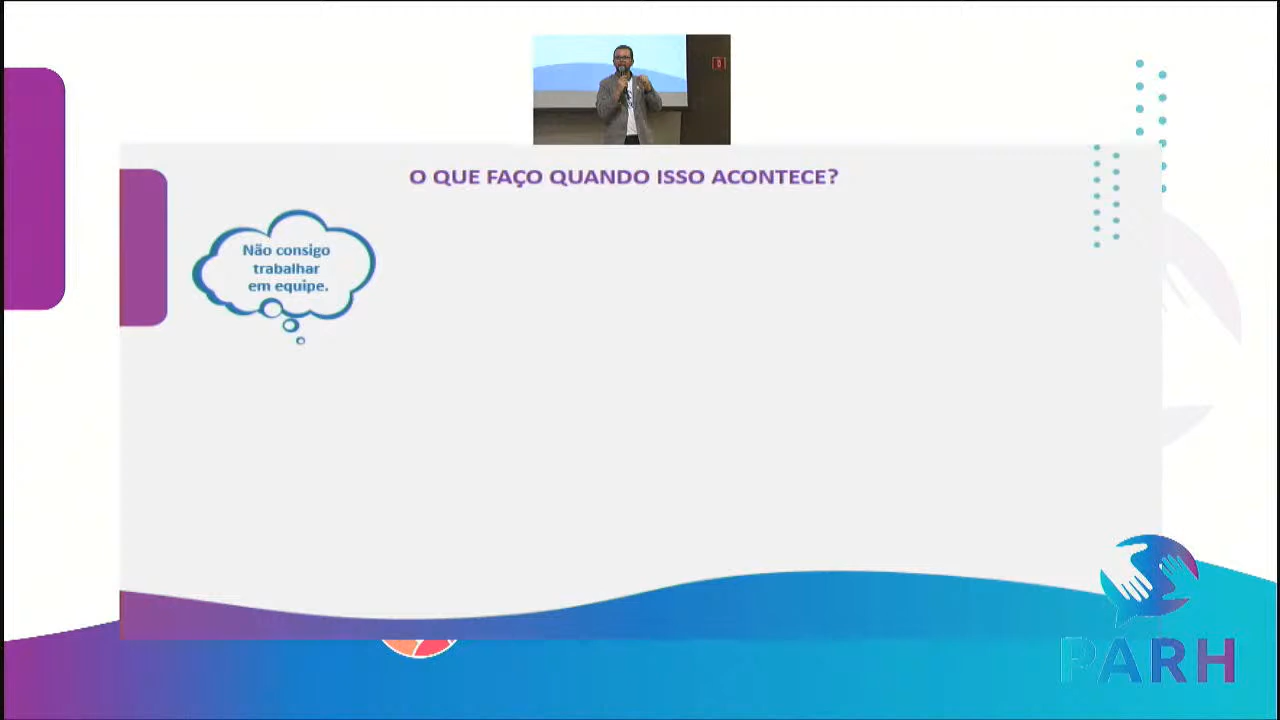 O QUE FAÇO QUANDO ISSO ACONTECE?
Não consigo
trabalhar
em equipe.
PARH